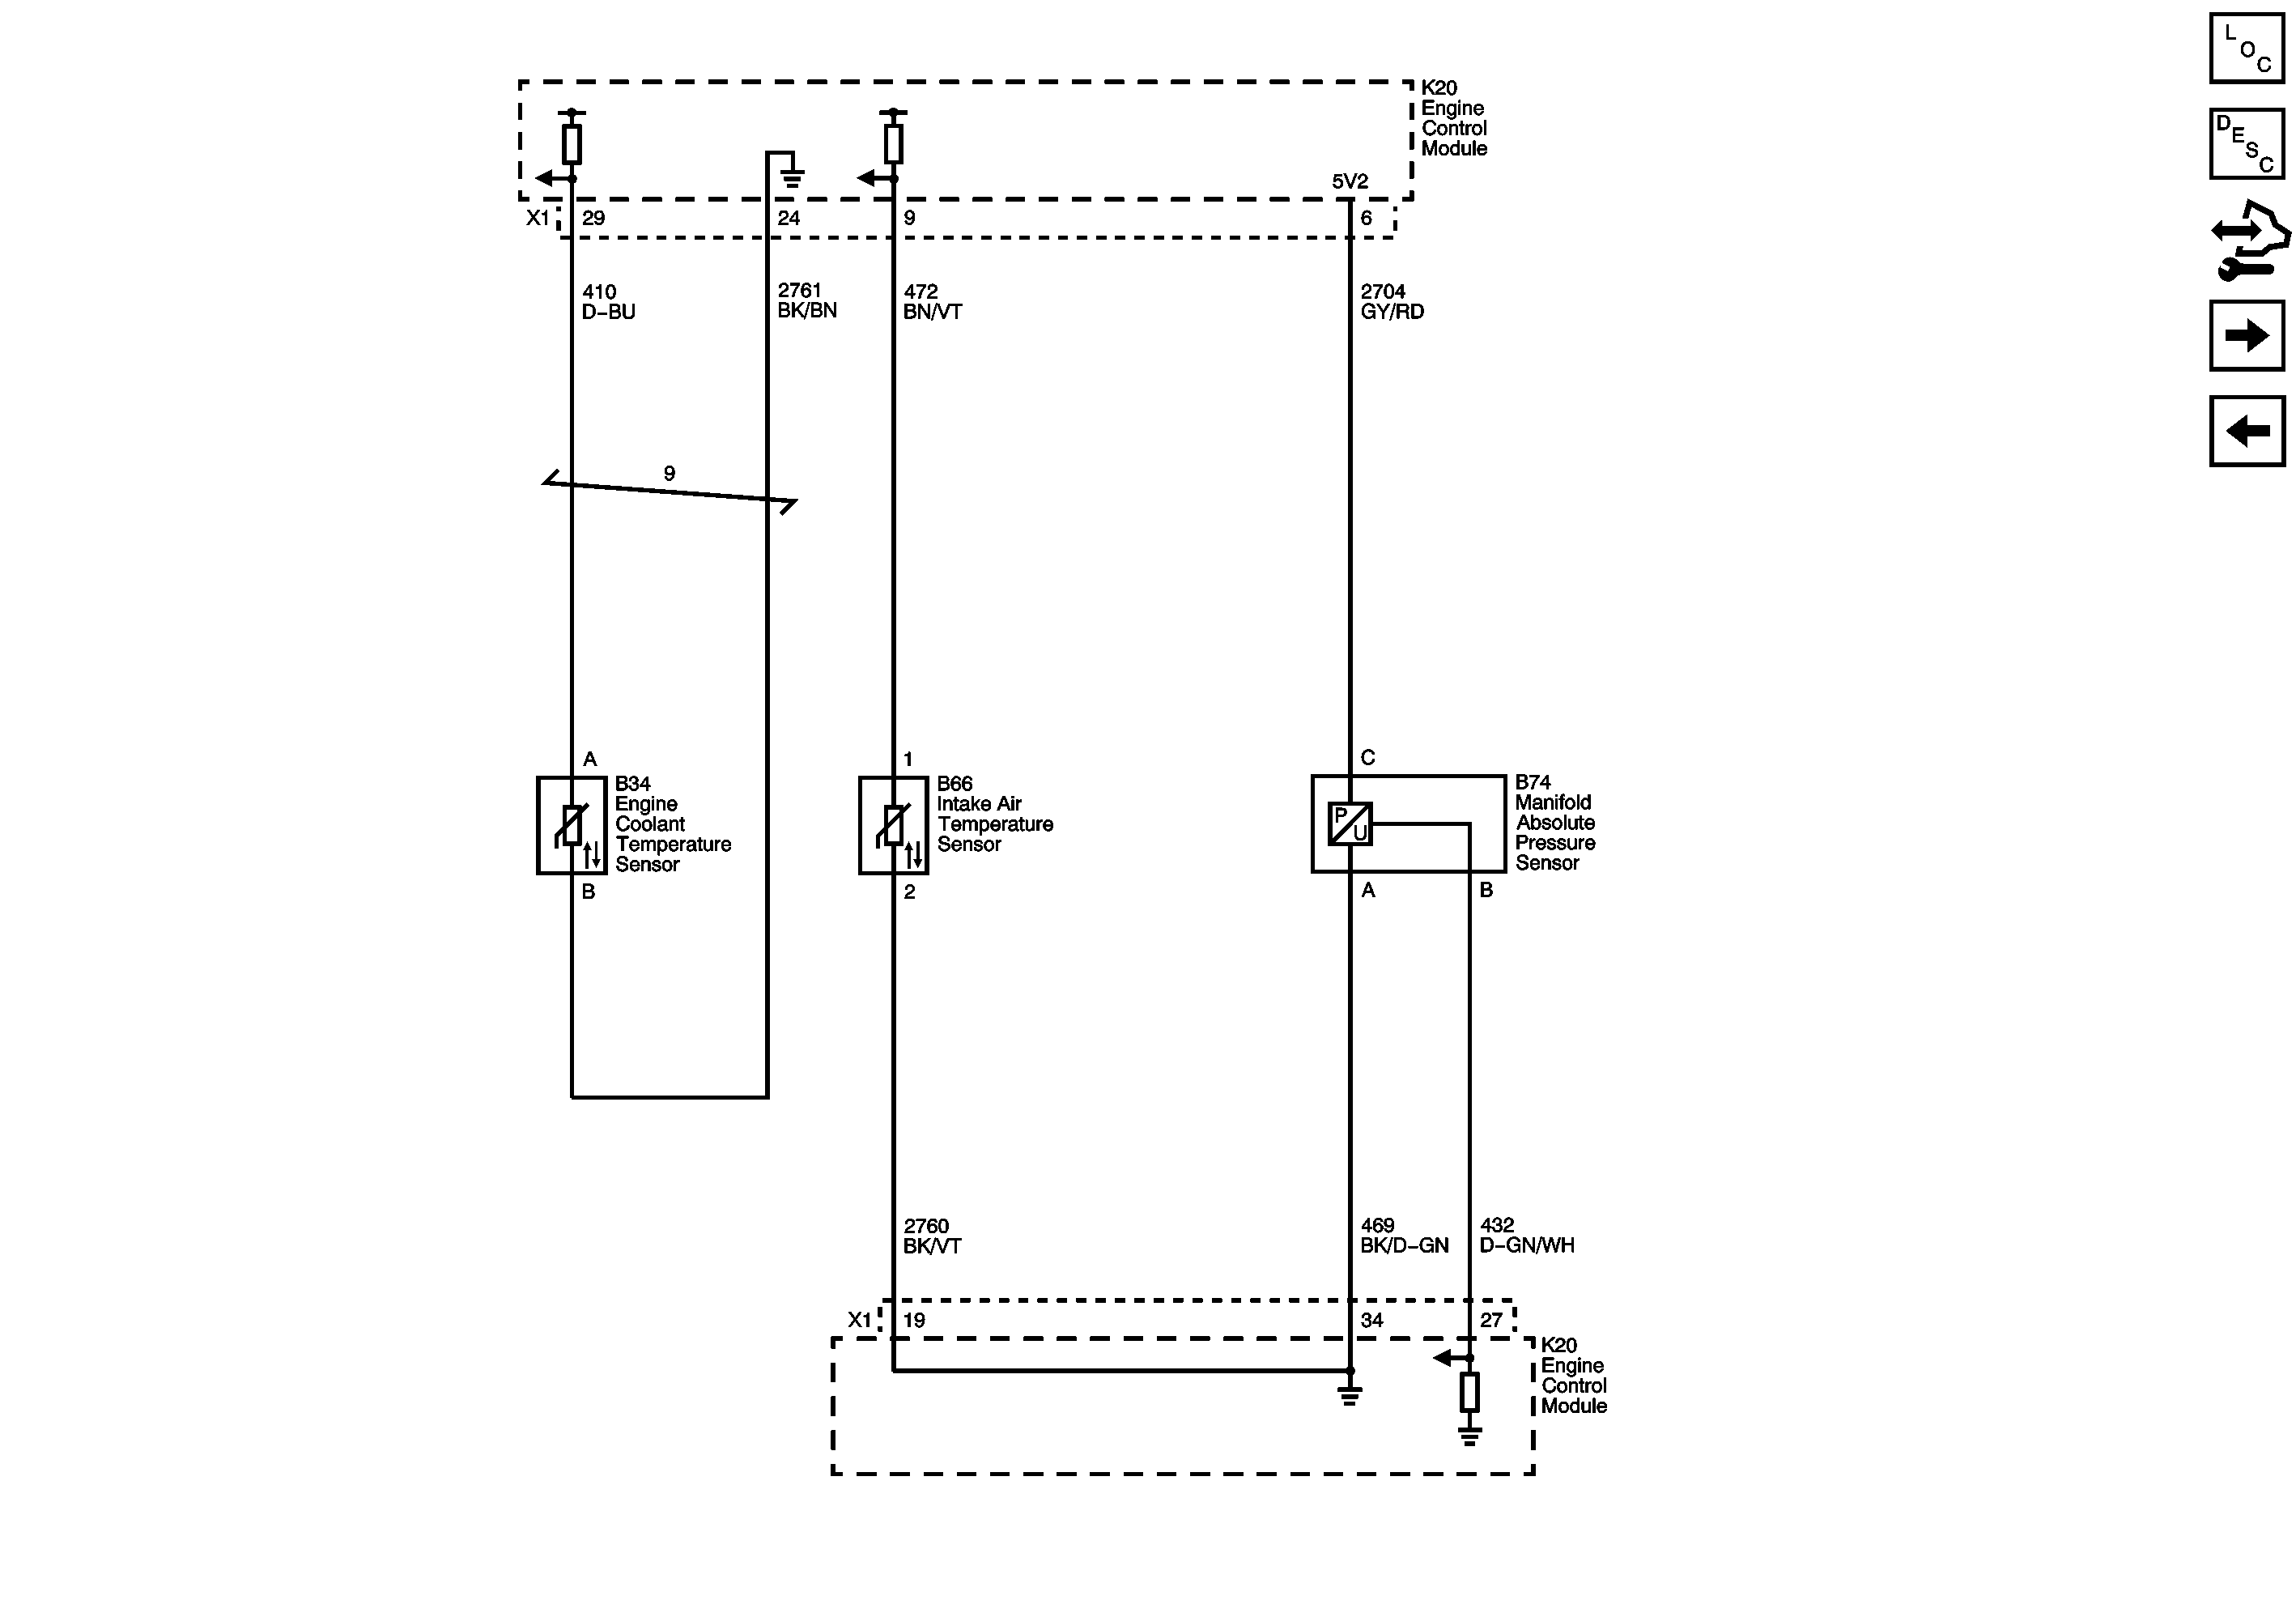 L
O
C
K20
Engine
Control
Module
D
E
S
C
5V2
X1 29 24 9 6
410
D-BU
2761
BK/BN
472
BN/VT
2704
GY/RD
9
A
B34
Engine
Coolant
Temperature
Sensor
B
1
B66
Intake Air
Temperature
Sensor
2
C
P
U
B74
Manifold
Absolute
Pressure
Sensor
A
B
2760
BK/VT
469
BK/D-GN
432
D-GN/WH
X1 19 34 27
K20
Engine
Control
Module